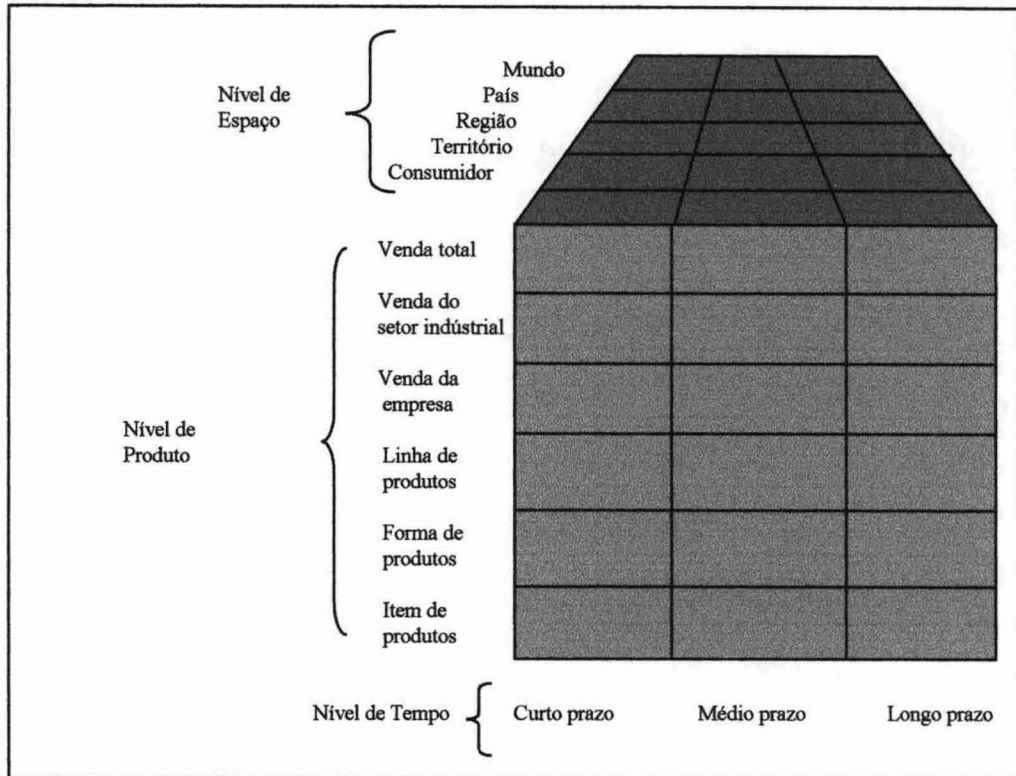 Nível de
Espaço
Mundo
País
Região
Território
Consumidor
Nível de
Produto
Venda total
Venda do
setor indústrial
Venda da
empresa
Linha de
produtos
Forma de
produtos
Item de
produtos
Nível de Tempo
Curto prazo
Médio prazo
Longo prazo